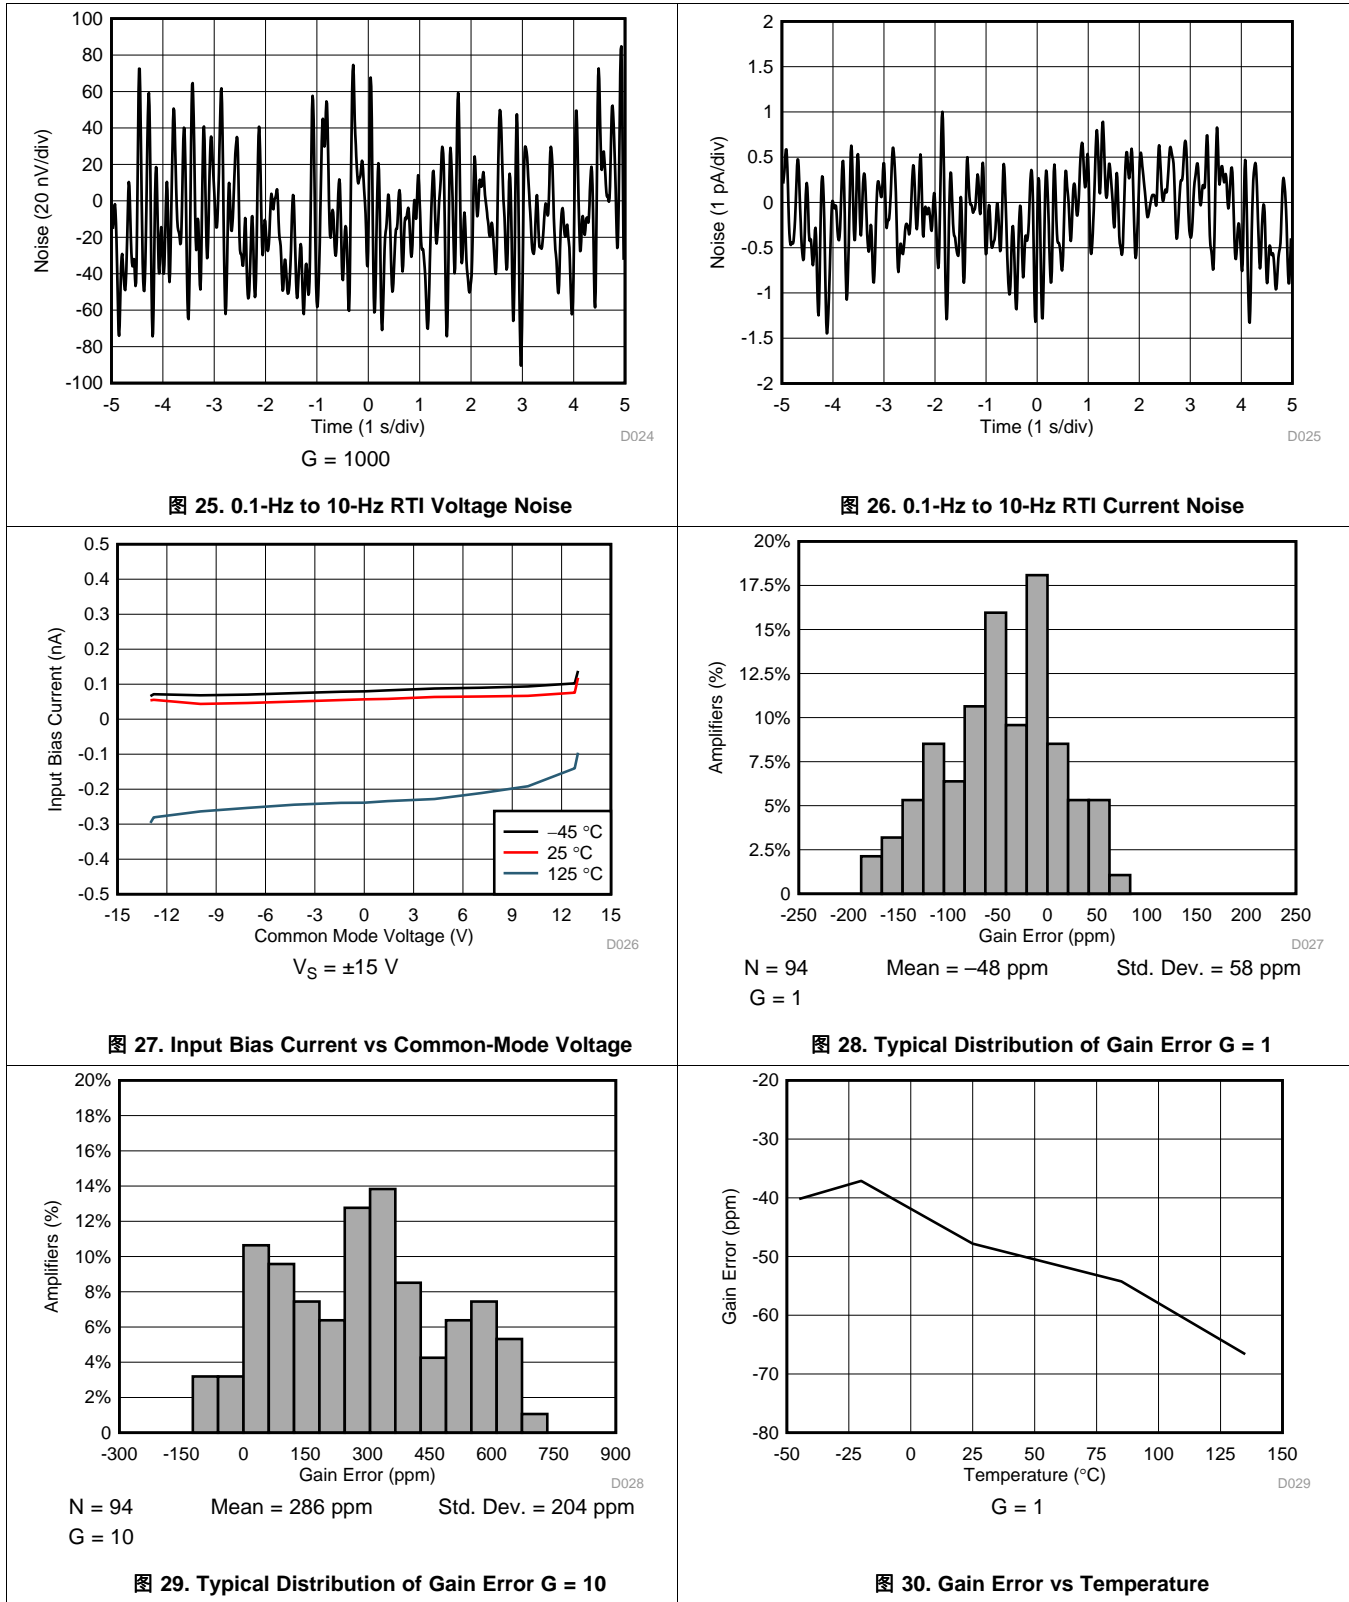 100
80
60
40
20
0
-20
-40
-60
-80
-100
Noise (20 nV/div)
-5 -4 -3 -2 -1 0 1 2 3 4 5
Time (1 s/div)
D024
G = 1000
图 25. 0.1-Hz to 10-Hz RTI Voltage Noise
2
1.5
1
0.5
0
-0.5
-1
-1.5
-2
Noise (1 pA/div)
-5 -4 -3 -2 -1 0 1 2 3 4 5
Time (1 s/div)
D025
图 26. 0.1-Hz to 10-Hz RTI Current Noise
0.5
0.4
0.3
0.2
0.1
0
-0.1
-0.2
-0.3
-0.4
-0.5
Input Bias Current (nA)
–45 °C
25 °C
125 °C
-15 -12 -9 -6 -3 0 3 6 9 12 15
Common Mode Voltage (V)
D026
VS = ±15 V
图 27. Input Bias Current vs Common-Mode Voltage
20%
17.5%
15%
12.5%
10%
7.5%
5%
2.5%
0
Amplifiers (%)
-250 -200 -150 -100 -50 0 50 100 150 200 250
Gain Error (ppm)
D027
N = 94 Mean = –48 ppm Std. Dev. = 58 ppm
G = 1
图 28. Typical Distribution of Gain Error G = 1
20%
18%
16%
14%
12%
10%
8%
6%
4%
2%
0
Amplifiers (%)
-300 -150 0 150 300 450 600 750 900
Gain Error (ppm)
D028
N = 94 Mean = 286 ppm Std. Dev. = 204 ppm
G = 10
图 29. Typical Distribution of Gain Error G = 10
-20
-30
-40
-50
-60
-70
-80
Gain Error (ppm)
-50 -25 0 25 50 75 100 125 150
Temperature (°C)
D029
G = 1
图 30. Gain Error vs Temperature